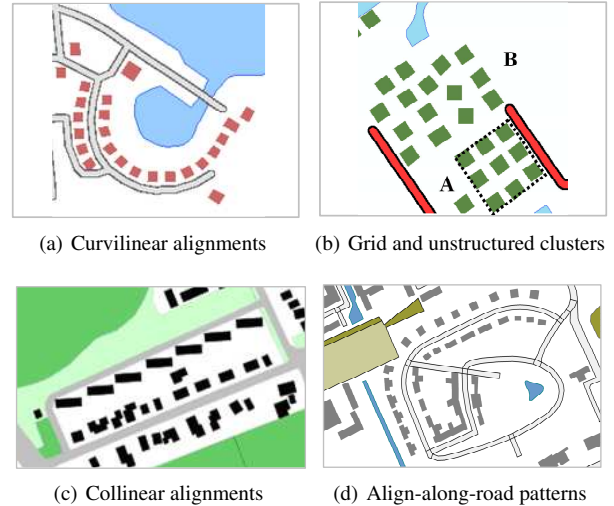 B
A
(a) Curvilinear alignments
(b) Grid and unstructured clusters
(c) Collinear alignments
(d) Align-along-road patterns